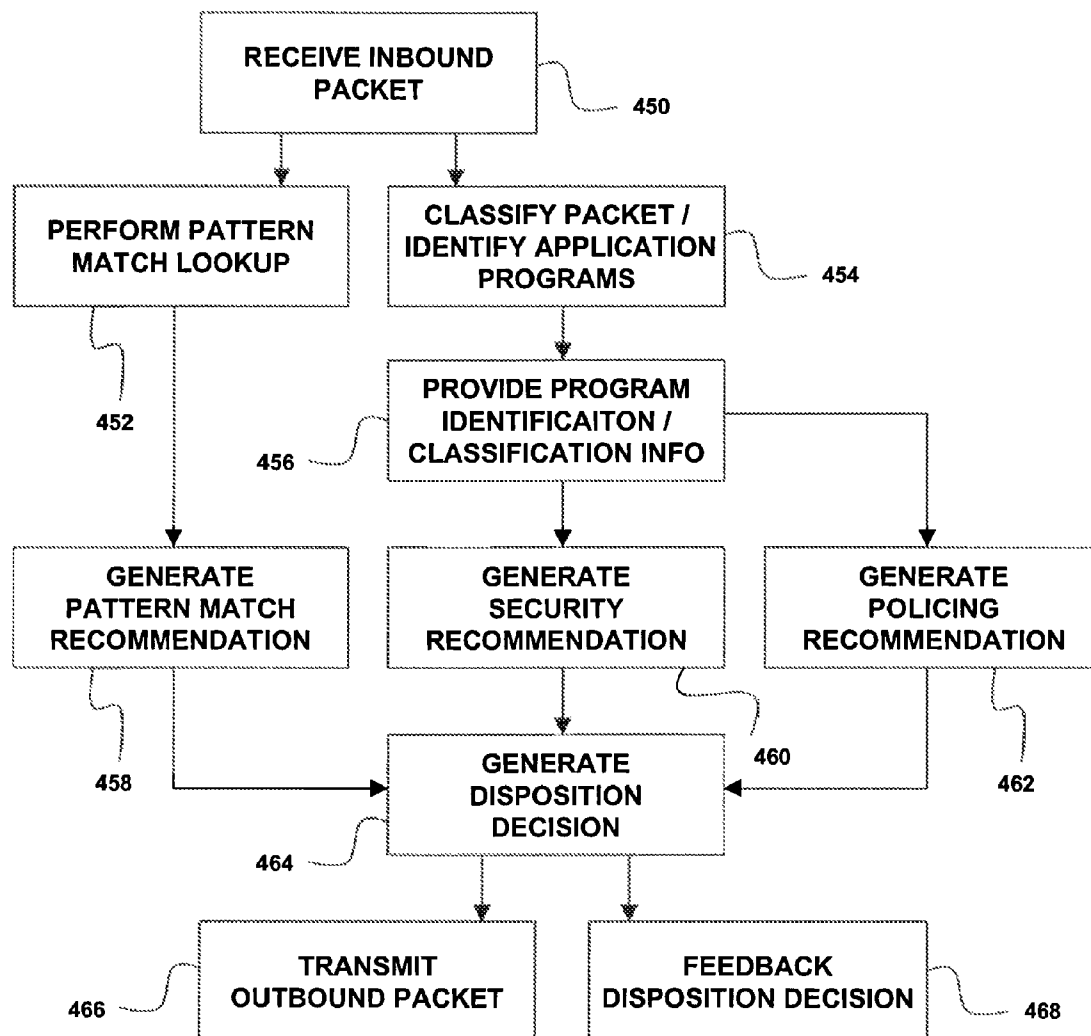 RECEIVE INBOUND
PACKET
450
PERFORM PATTERN
MATCH LOOKUP
452
CLASSIFY PACKET /
IDENTIFY APPLICATION
PROGRAMS
454
PROVIDE PROGRAM
IDENTIFICAITON /
CLASSIFICATION INFO
456
GENERATE
PATTERN MATCH
RECOMMENDATION
458
GENERATE
SECURITY
RECOMMENDATION
460
GENERATE
POLICING
RECOMMENDATION
462
GENERATE
DISPOSITION
DECISION
464
TRANSMIT
OUTBOUND PACKET
466
FEEDBACK
DISPOSITION DECISION
468